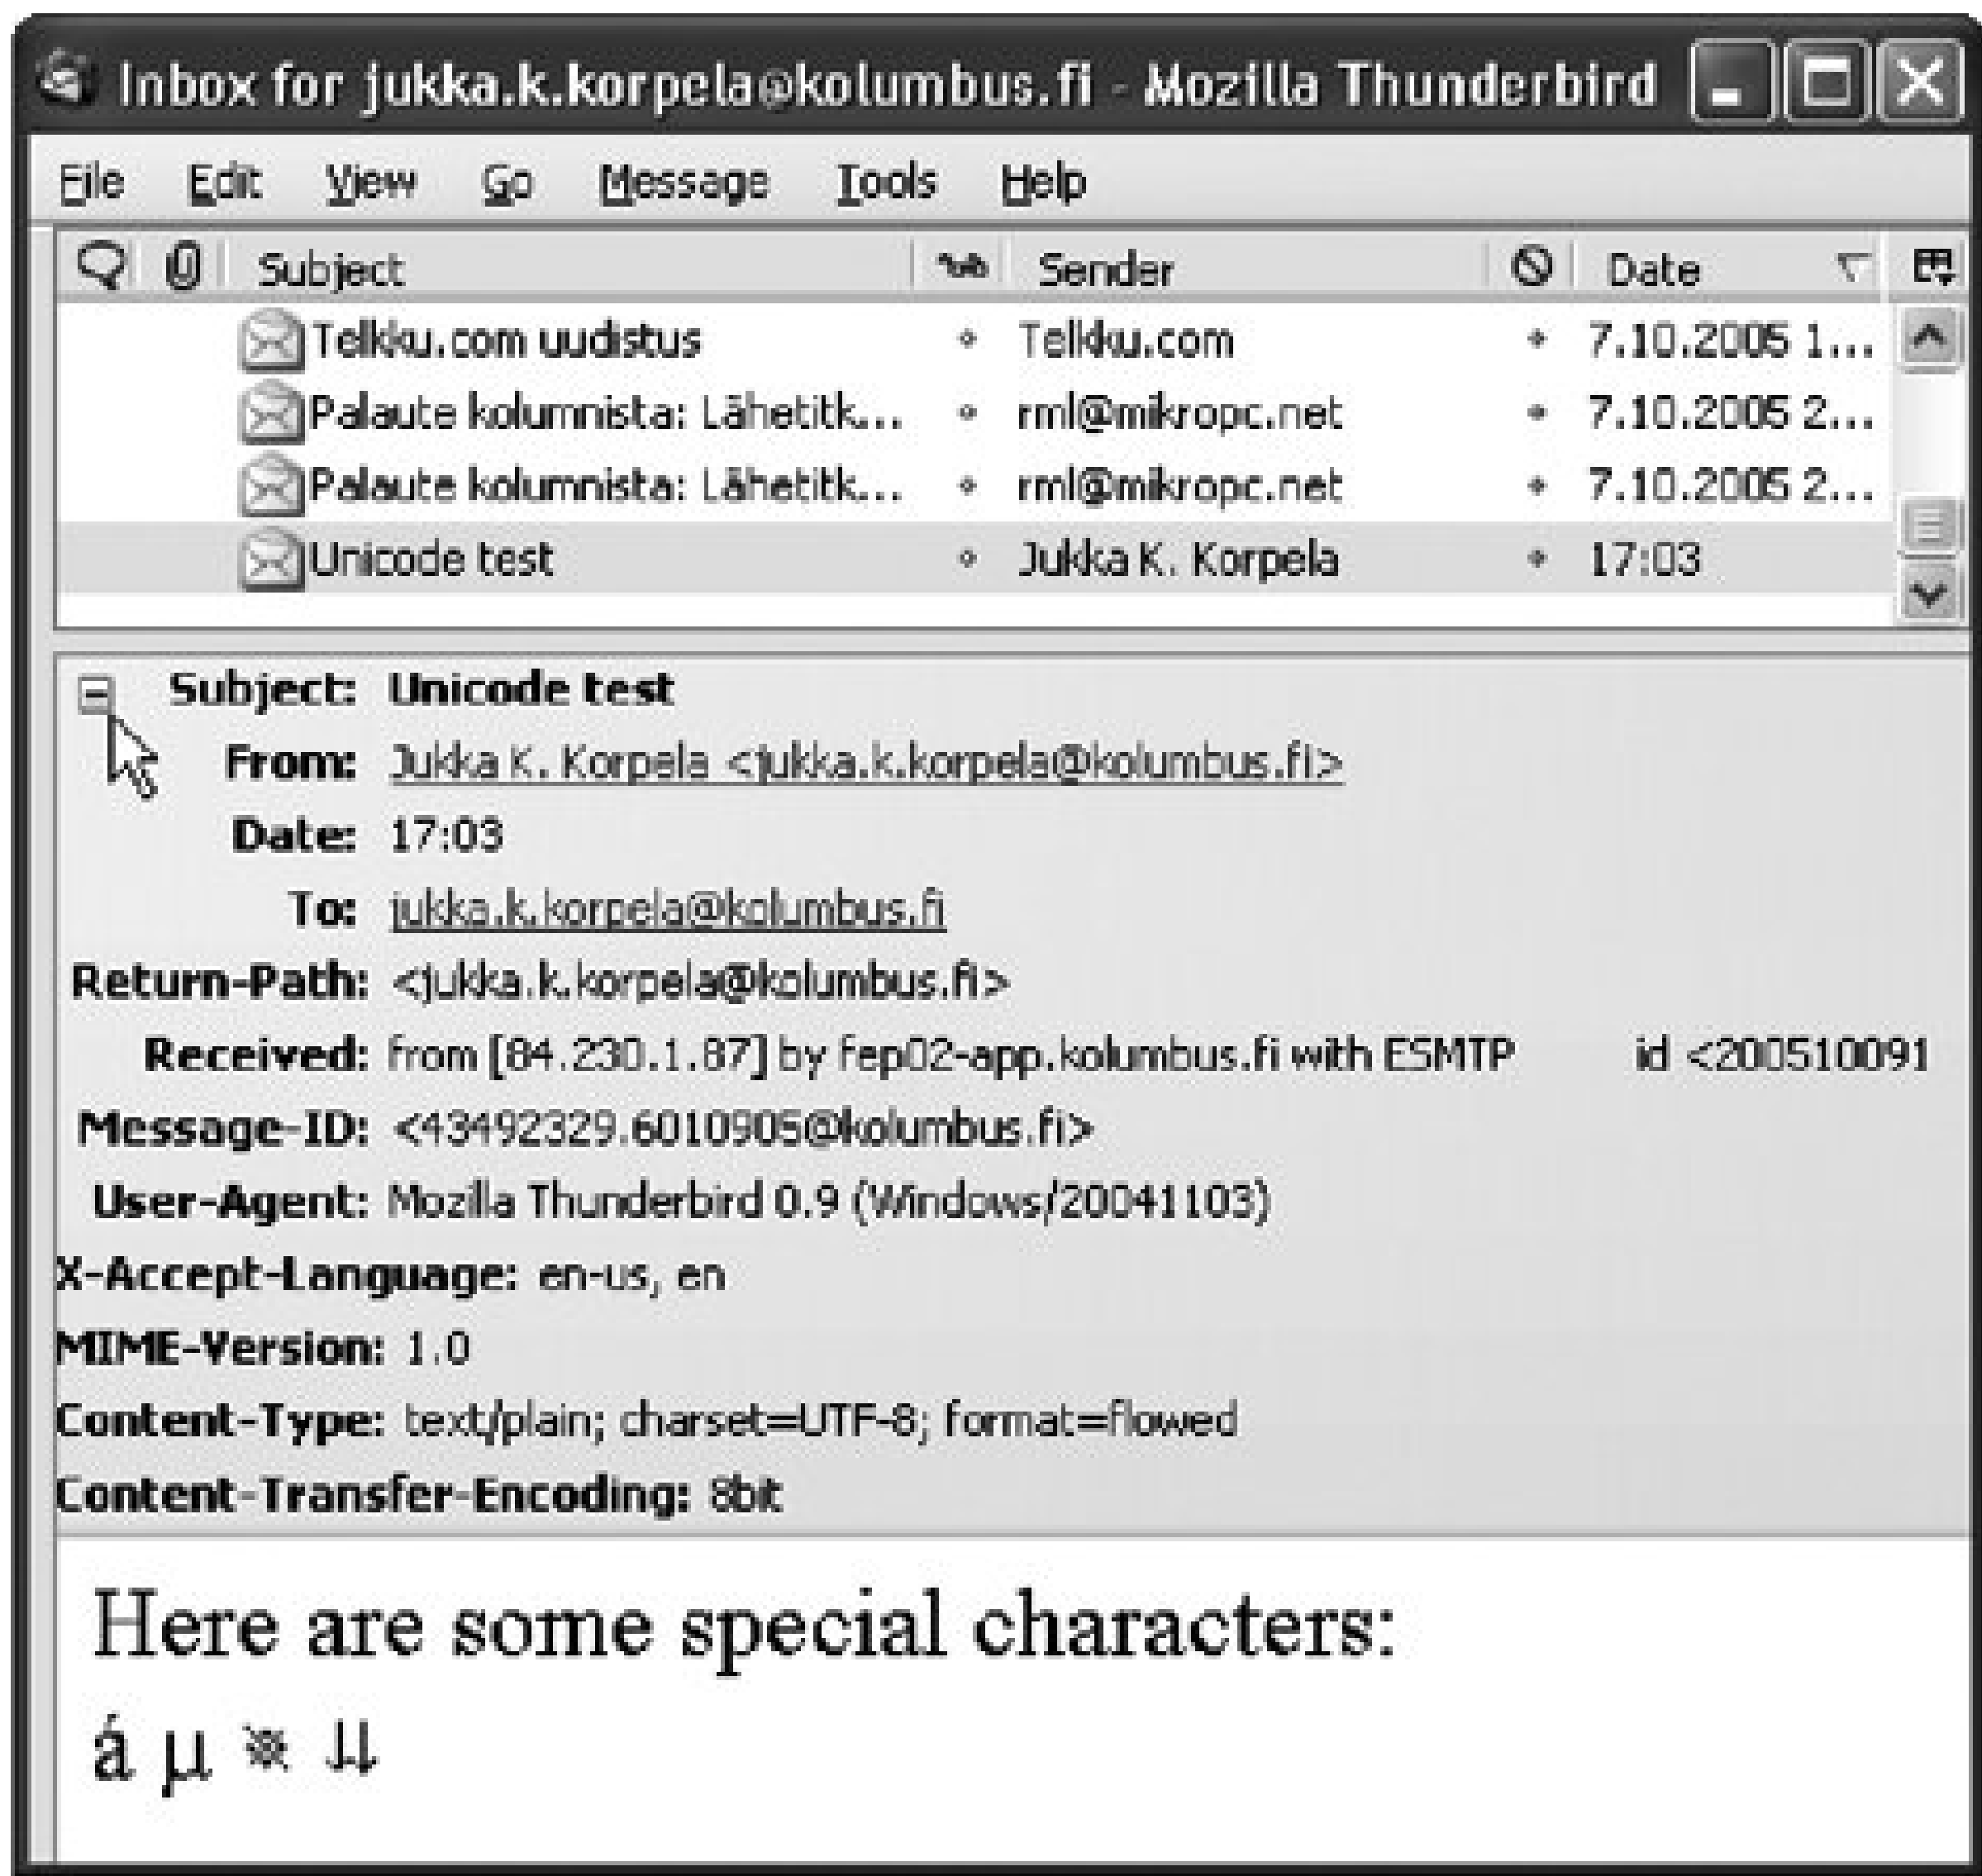 Inbox for jukka.k.korpela@kolumbus.fi - Mozilla Thunderbird
File Edit View Go Message Tools Help
Subject Sender Date
Telkku.com uudistus Telkku.com 7.10.2005 1...
Palaute kolumnista: Lähetitk... rml@mikropc.net 7.10.2005 2...
Palaute kolumnista: Lähetitk... rml@mikropc.net 7.10.2005 2...
Unicode test Jukka K. Korpela 17:03
Subject: Unicode test
From: Jukka K. Korpela <jukka.k.korpela@kolumbus.fi>
Date: 17:03
To: jukka.k.korpela@kolumbus.fi
Return-Path: <jukka.k.korpela@kolumbus.fi>
Received: from [84.230.1.87] by fep02-app.kolumbus.fi with ESMTP id <200510091
Message-ID: <43492329.6010905@kolumbus.fi>
User-Agent: Mozilla Thunderbird 0.9 (Windows/20041103)
X-Accept-Language: en-us, en
MIME-Version: 1.0
Content-Type: text/plain; charset=UTF-8; format=flowed
Content-Transfer-Encoding: 8bit
Here are some special characters:
á μ ⇊